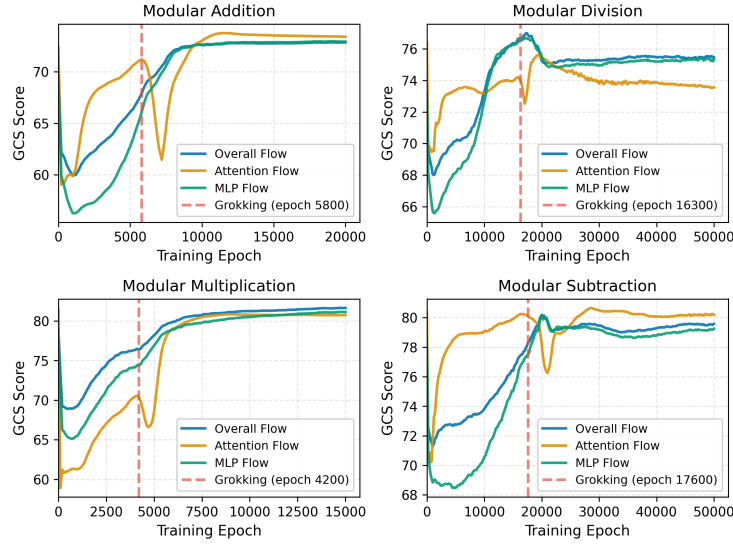 Modular Addition
GCS Score
70
65
60
Overall Flow
Attention Flow
MLP Flow
Grokking (epoch 5800)
0 5000 10000 15000 20000
Training Epoch
Modular Division
GCS Score
76
74
72
70
68
66
Overall Flow
Attention Flow
MLP Flow
Grokking (epoch 16300)
0 10000 20000 30000 40000 50000
Training Epoch
Modular Multiplication
GCS Score
80
75
70
65
60
Overall Flow
Attention Flow
MLP Flow
Grokking (epoch 4200)
0 2500 5000 7500 10000 12500 15000
Training Epoch
Modular Subtraction
GCS Score
80
78
76
74
72
70
68
Overall Flow
Attention Flow
MLP Flow
Grokking (epoch 17600)
0 10000 20000 30000 40000 50000
Training Epoch